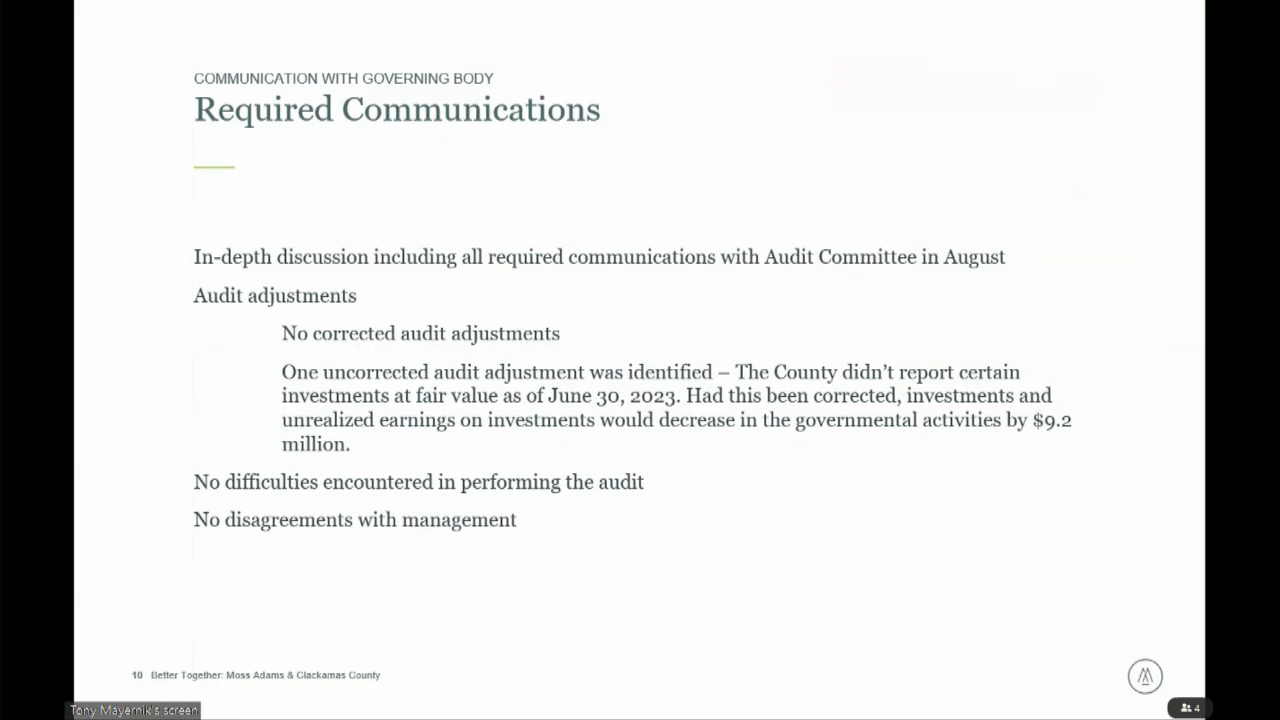 COMMUNICATION WITH GOVERNING BODY
Required Communications
In-depth discussion including all required communications with Audit Committee in August
Audit adjustments
No corrected audit adjustments
One uncorrected audit adjustment was identified – The County didn't report certain
investments at fair value as of June 30, 2023. Had this been corrected, investments and
unrealized earnings on investments would decrease in the governmental activities by $9.2
million.
No difficulties encountered in performing the audit
No disagreements with management
10 Better Together: Moss Adams & Clackamas County
Tony Mayernik's screen
4